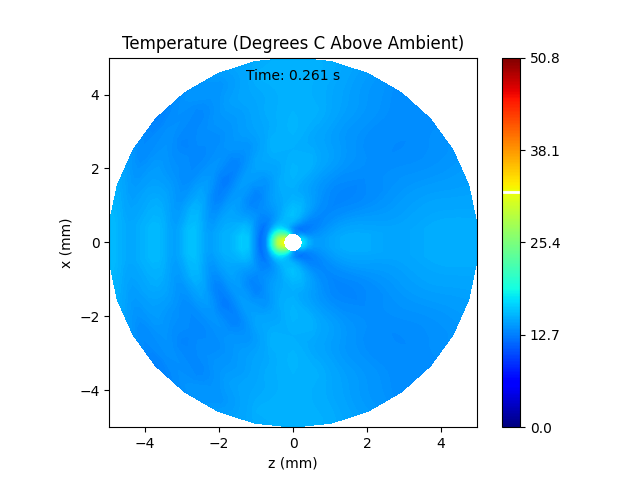 Temperature (Degrees C Above Ambient)
Time: 0.261 s
50.8
38.1
25.4
12.7
0.0
4
2
0
−2
−4
x (mm)
−4 −2 0 2 4
z (mm)